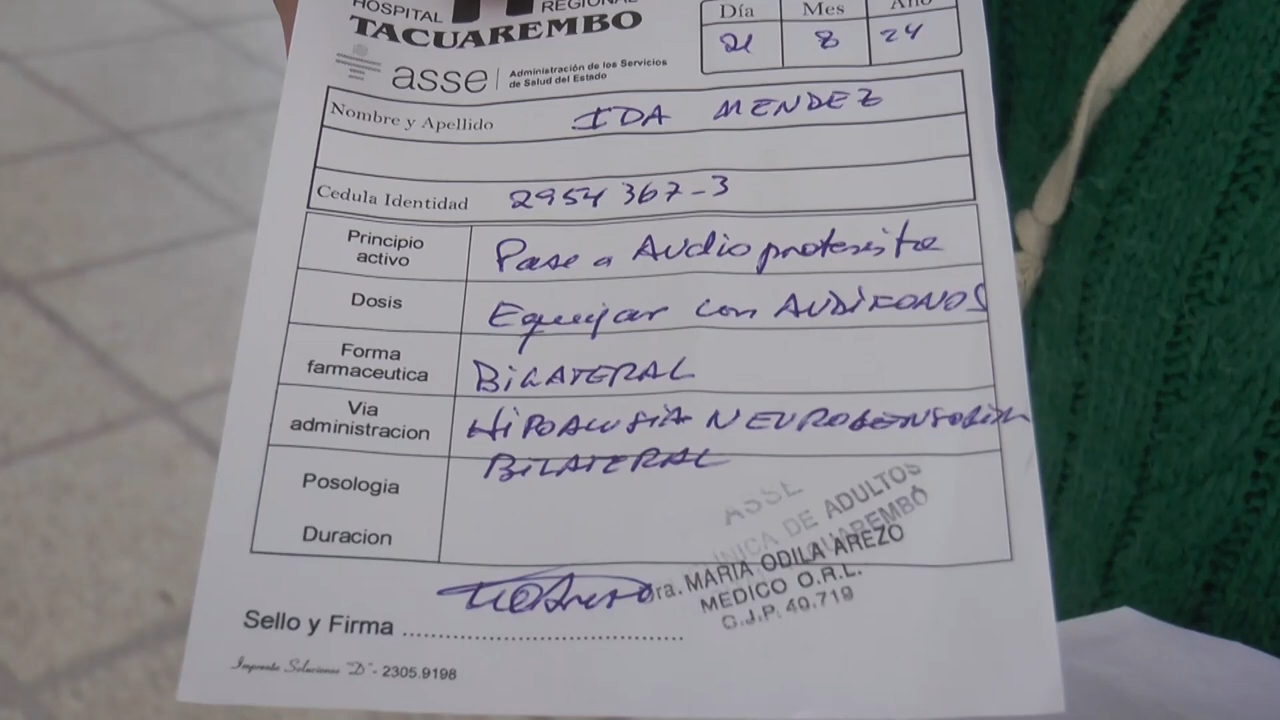 HOSPITAL REGIONAL
TACUAREMBO
asse Administración de los Servicios
de Salud del Estado
Día Mes Año
21 8 24
Nombre y Apellido IDA MENDEZ
Cedula Identidad 2954367-3
Principio activo Pase a Audioprotesista
Dosis Equipar con AUDIFONOS
Forma farmaceutica BILATERAL
Via administracion HIPOACUSIA NEUROSENSORIAL
BILATERAL
Posologia
Duracion
ASSE
DE ADULTOS
Dra. MARIA ODILA AREZO
MEDICO O.R.L.
C.J.P. 40.719
Sello y Firma
Imprenta Soluciones "D" - 2305.9198